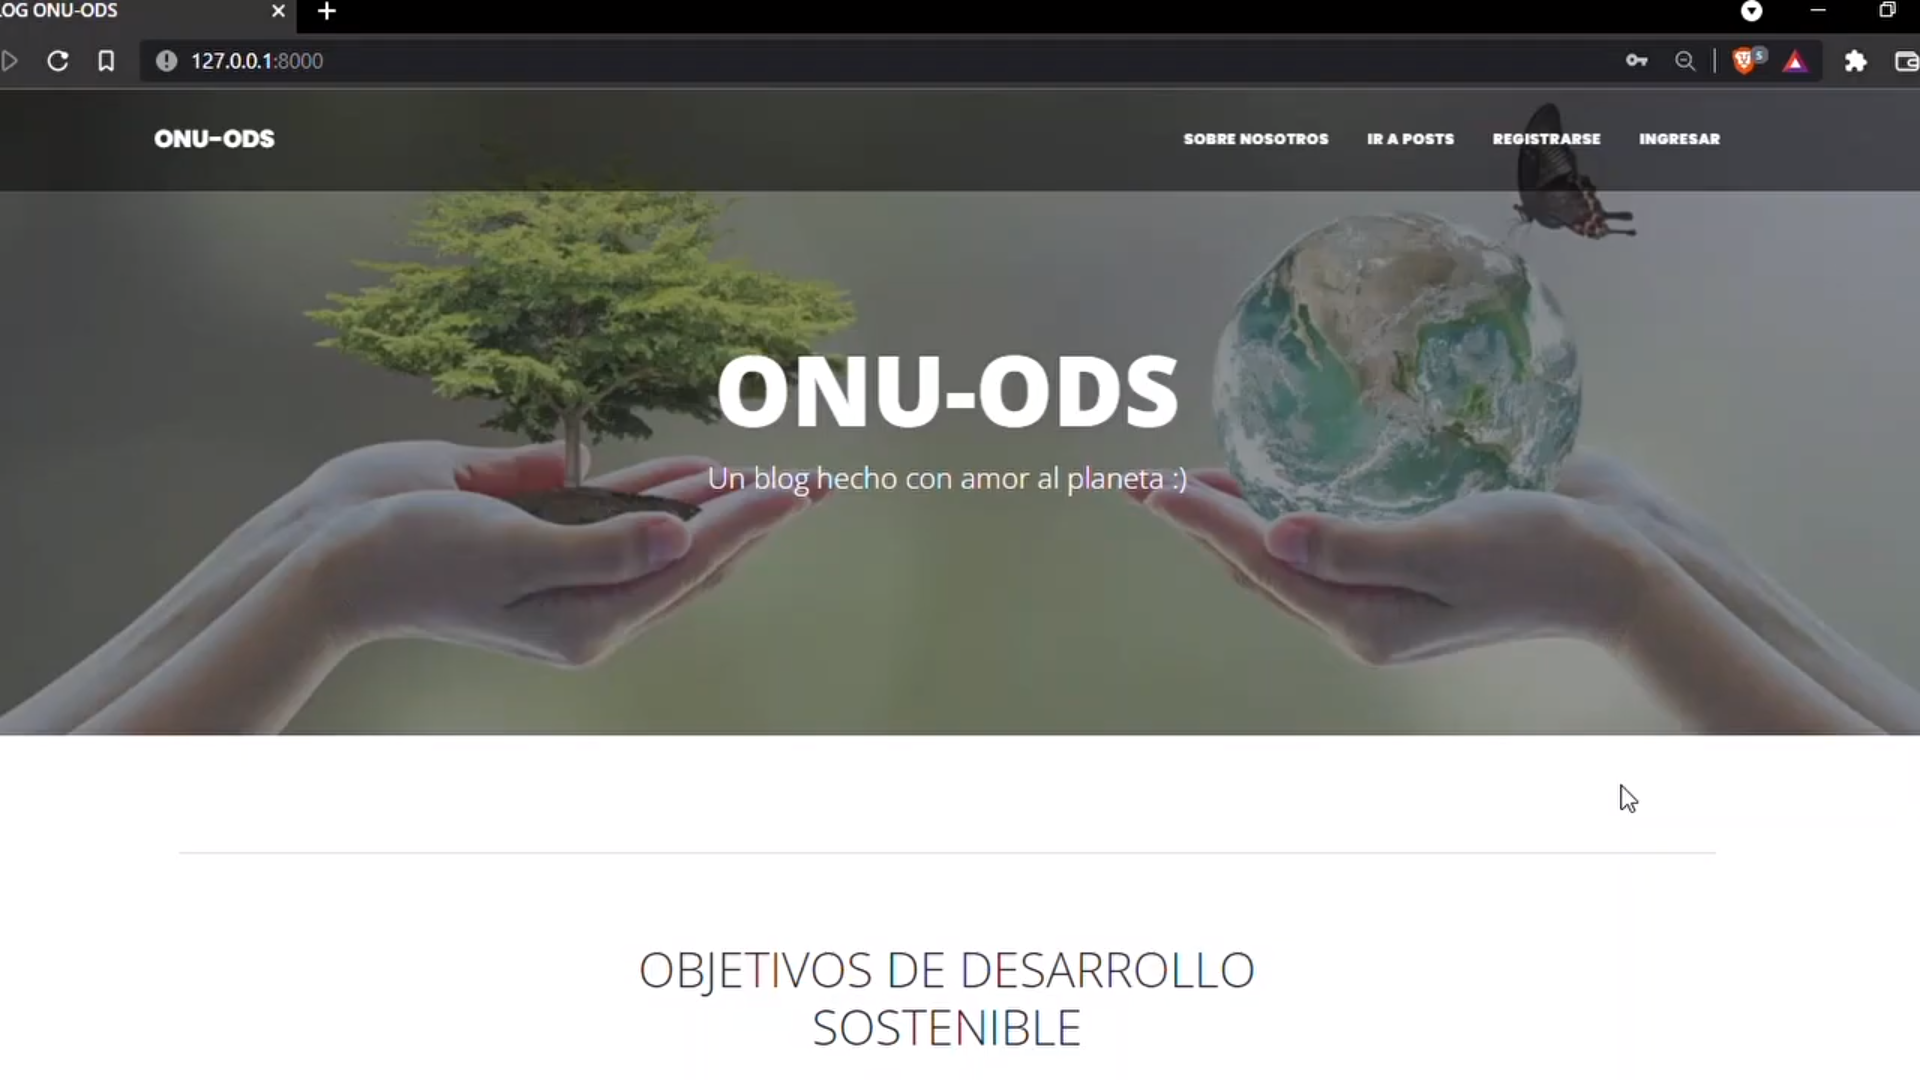 OG ONU-ODS
127.0.0.1:8000
5
ONU-ODS
SOBRE NOSOTROS
IR A POSTS
REGISTRARSE
INGRESAR
ONU-ODS
Un blog hecho con amor al planeta :)
OBJETIVOS DE DESARROLLO
SOSTENIBLE